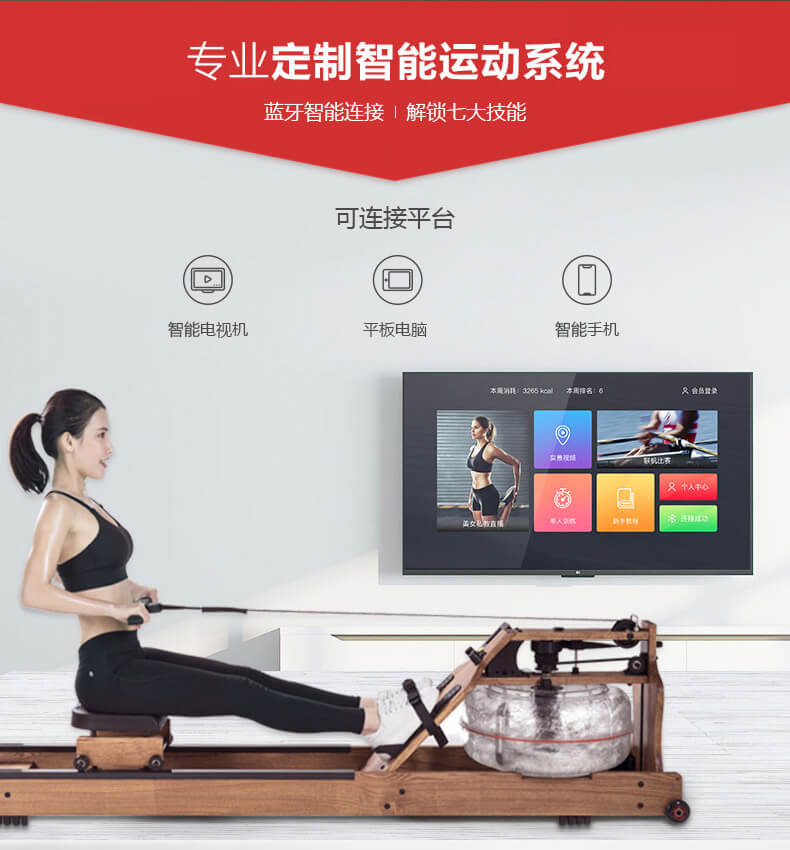 专业定制智能运动系统
蓝牙智能连接 | 解锁七大技能
可连接平台
智能电视机
平板电脑
智能手机
本周消耗：3265 kcal 本周排名：6
会员登录
美女私教直播
实景视频
联机比赛
单人训练
新手教程
个人中心
连接成功